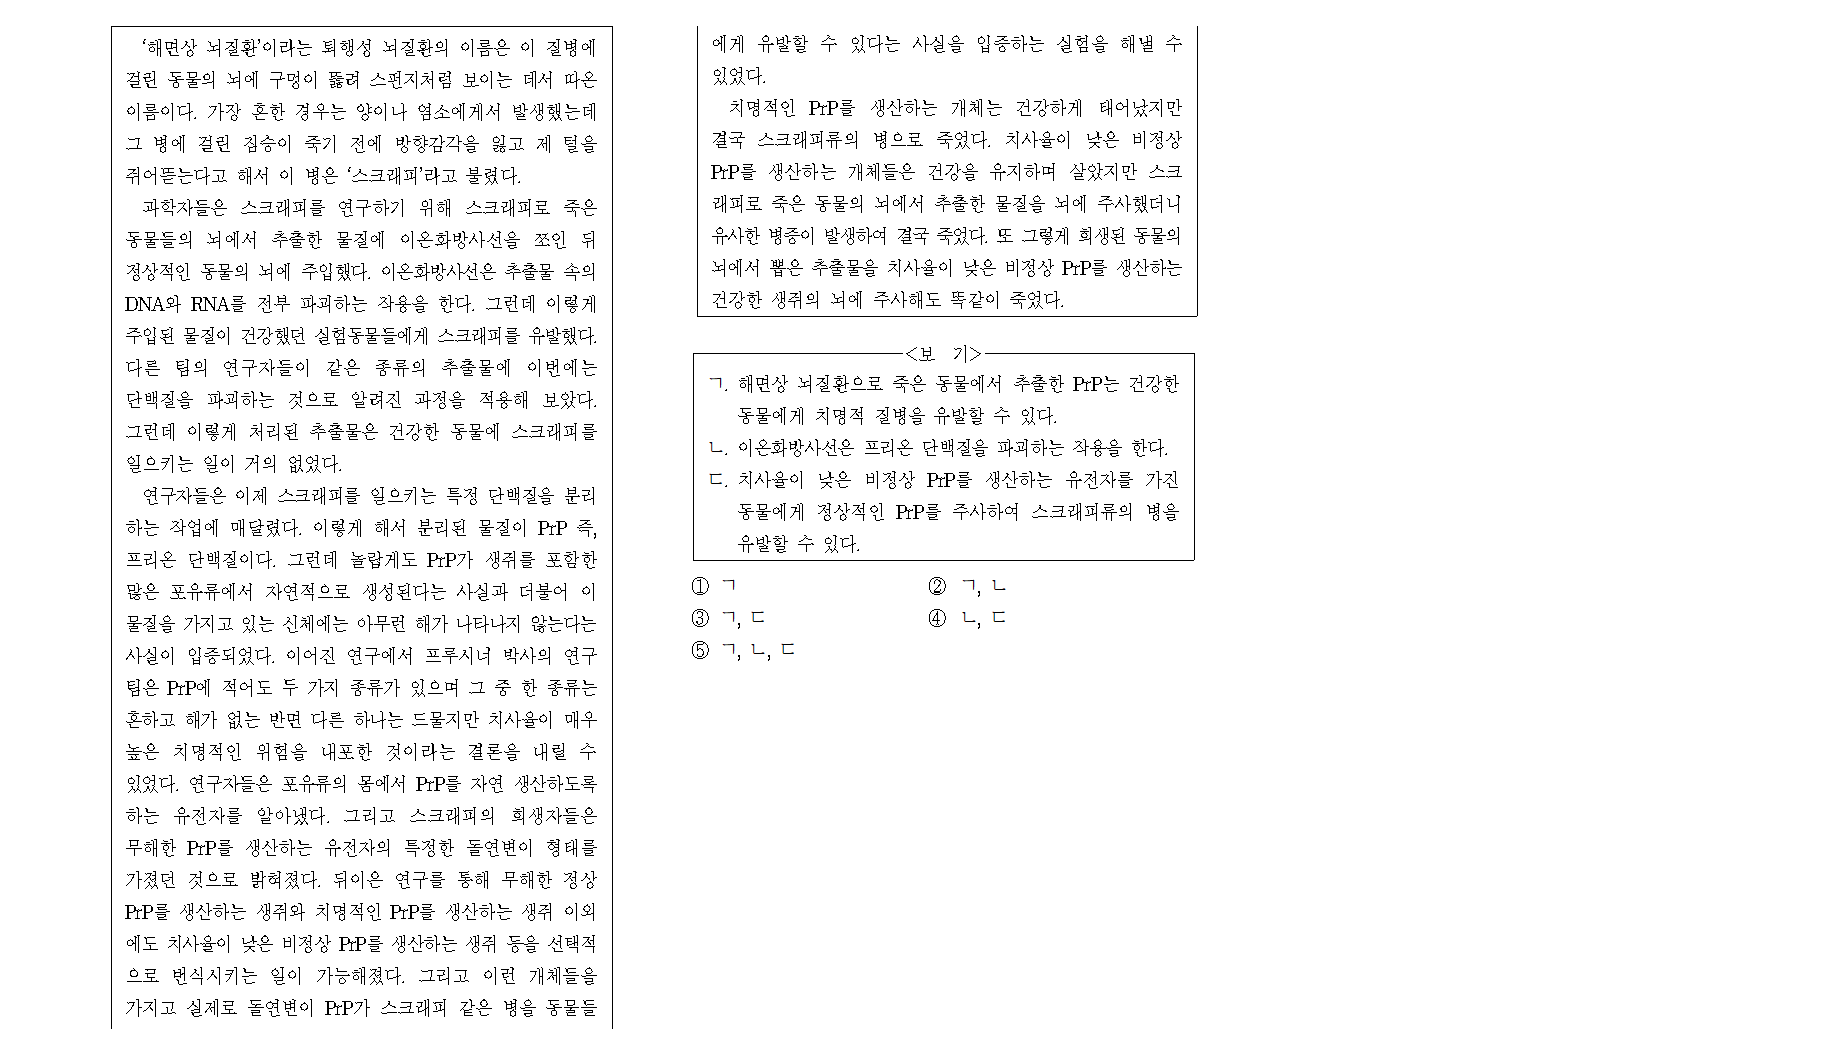 ‘해면상 뇌질환’이라는 퇴행성 뇌질환의 이름은 이 질병에
걸린 동물의 뇌에 구멍이 뚫려 스펀지처럼 보이는 데서 따온
이름이다. 가장 흔한 경우는 양이나 염소에게서 발생했는데
그 병에 걸린 짐승이 죽기 전에 방향감각을 잃고 제 털을
쥐어뜯는다고 해서 이 병은 ‘스크래피’라고 불렸다.
과학자들은 스크래피를 연구하기 위해 스크래피로 죽은
동물들의 뇌에서 추출한 물질에 이온화방사선을 쪼인 뒤
정상적인 동물의 뇌에 주입했다. 이온화방사선은 추출물 속의
DNA와 RNA를 전부 파괴하는 작용을 한다. 그런데 이렇게
주입된 물질이 건강했던 실험동물들에게 스크래피를 유발했다.
다른 팀의 연구자들이 같은 종류의 추출물에 이번에는
단백질을 파괴하는 것으로 알려진 과정을 적용해 보았다.
그런데 이렇게 처리된 추출물은 건강한 동물에 스크래피를
일으키는 일이 거의 없었다.
연구자들은 이제 스크래피를 일으키는 특정 단백질을 분리
하는 작업에 매달렸다. 이렇게 해서 분리된 물질이 PrP 즉,
프리온 단백질이다. 그런데 놀랍게도 PrP가 생쥐를 포함한
많은 포유류에서 자연적으로 생성된다는 사실과 더불어 이
물질을 가지고 있는 신체에는 아무런 해가 나타나지 않는다는
사실이 입증되었다. 이어진 연구에서 프루시너 박사의 연구
팀은 PrP에 적어도 두 가지 종류가 있으며 그 중 한 종류는
흔하고 해가 없는 반면 다른 하나는 드물지만 치사율이 매우
높은 치명적인 위험을 내포한 것이라는 결론을 내릴 수
있었다. 연구자들은 포유류의 몸에서 PrP를 자연 생산하도록
하는 유전자를 알아냈다. 그리고 스크래피의 희생자들은
무해한 PrP를 생산하는 유전자의 특정한 돌연변이 형태를
가졌던 것으로 밝혀졌다. 뒤이은 연구를 통해 무해한 정상
PrP를 생산하는 생쥐와 치명적인 PrP를 생산하는 생쥐 이외
에도 치사율이 낮은 비정상 PrP를 생산하는 생쥐 등을 선택적
으로 번식시키는 일이 가능해졌다. 그리고 이런 개체들을
가지고 실제로 돌연변이 PrP가 스크래피 같은 병을 동물들
에게 유발할 수 있다는 사실을 입증하는 실험을 해낼 수
있었다.
치명적인 PrP를 생산하는 개체는 건강하게 태어났지만
결국 스크래피류의 병으로 죽었다. 치사율이 낮은 비정상
PrP를 생산하는 개체들은 건강을 유지하며 살았지만 스크
래피로 죽은 동물의 뇌에서 추출한 물질을 뇌에 주사했더니
유사한 병증이 발생하여 결국 죽었다. 또 그렇게 희생된 동물의
뇌에서 뽑은 추출물을 치사율이 낮은 비정상 PrP를 생산하는
건강한 생쥐의 뇌에 주사해도 똑같이 죽었다.
<보 기>
ㄱ. 해면상 뇌질환으로 죽은 동물에서 추출한 PrP는 건강한
동물에게 치명적 질병을 유발할 수 있다.
ㄴ. 이온화방사선은 프리온 단백질을 파괴하는 작용을 한다.
ㄷ. 치사율이 낮은 비정상 PrP를 생산하는 유전자를 가진
동물에게 정상적인 PrP를 주사하여 스크래피류의 병을
유발할 수 있다.
① ㄱ ② ㄱ, ㄴ
③ ㄱ, ㄷ ④ ㄴ, ㄷ
⑤ ㄱ, ㄴ, ㄷ